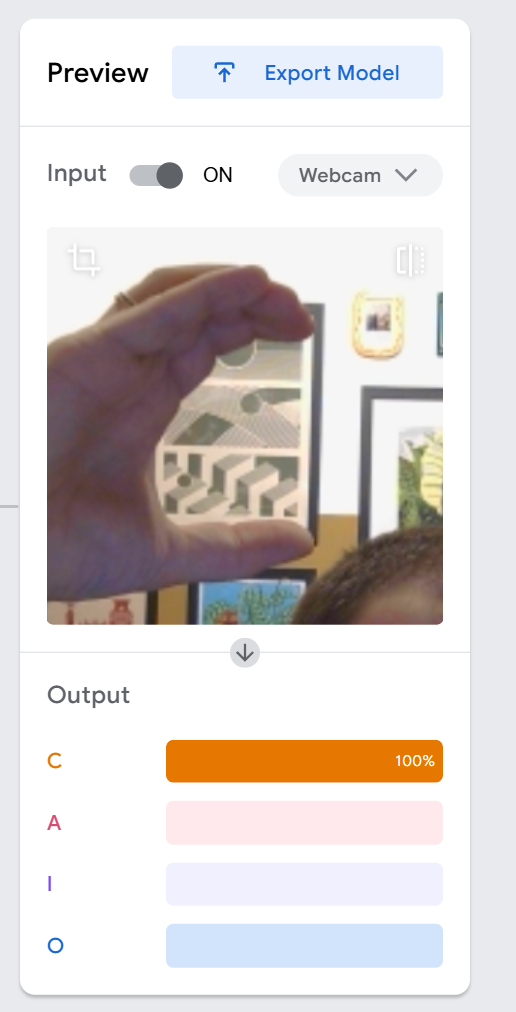 Preview
Export Model
Input
ON
Webcam
Output
C
100%
A
I
O